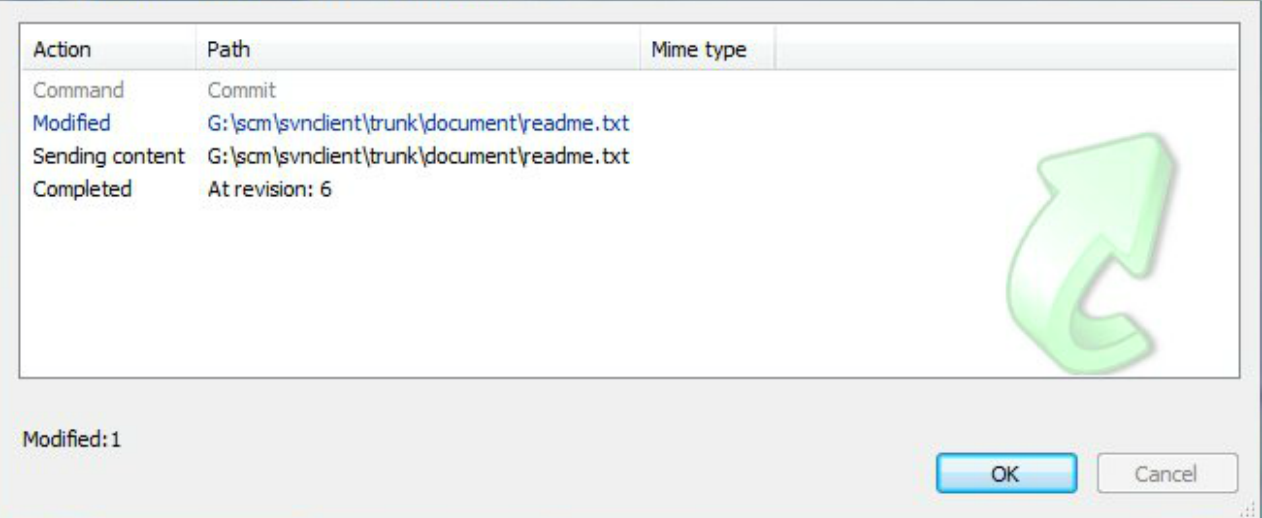 Action Path Mime type
Command Commit
Modified G:\scm\svnclient\trunk\document\readme.txt
Sending content G:\scm\svnclient\trunk\document\readme.txt
Completed At revision: 6
Modified:1
OK Cancel